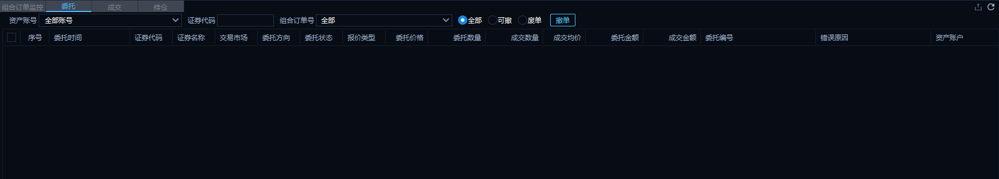 组合订单监控 委托 成交 持仓
资产账号 全部账号 证券代码 组合订单号 全部 全部 可撤 废单 撤单
序号 委托时间 证券代码 证券名称 交易市场 委托方向 委托状态 报价类型 委托价格 委托数量 成交数量 成交均价 委托金额 成交金额 委托编号 错误原因 资产账户